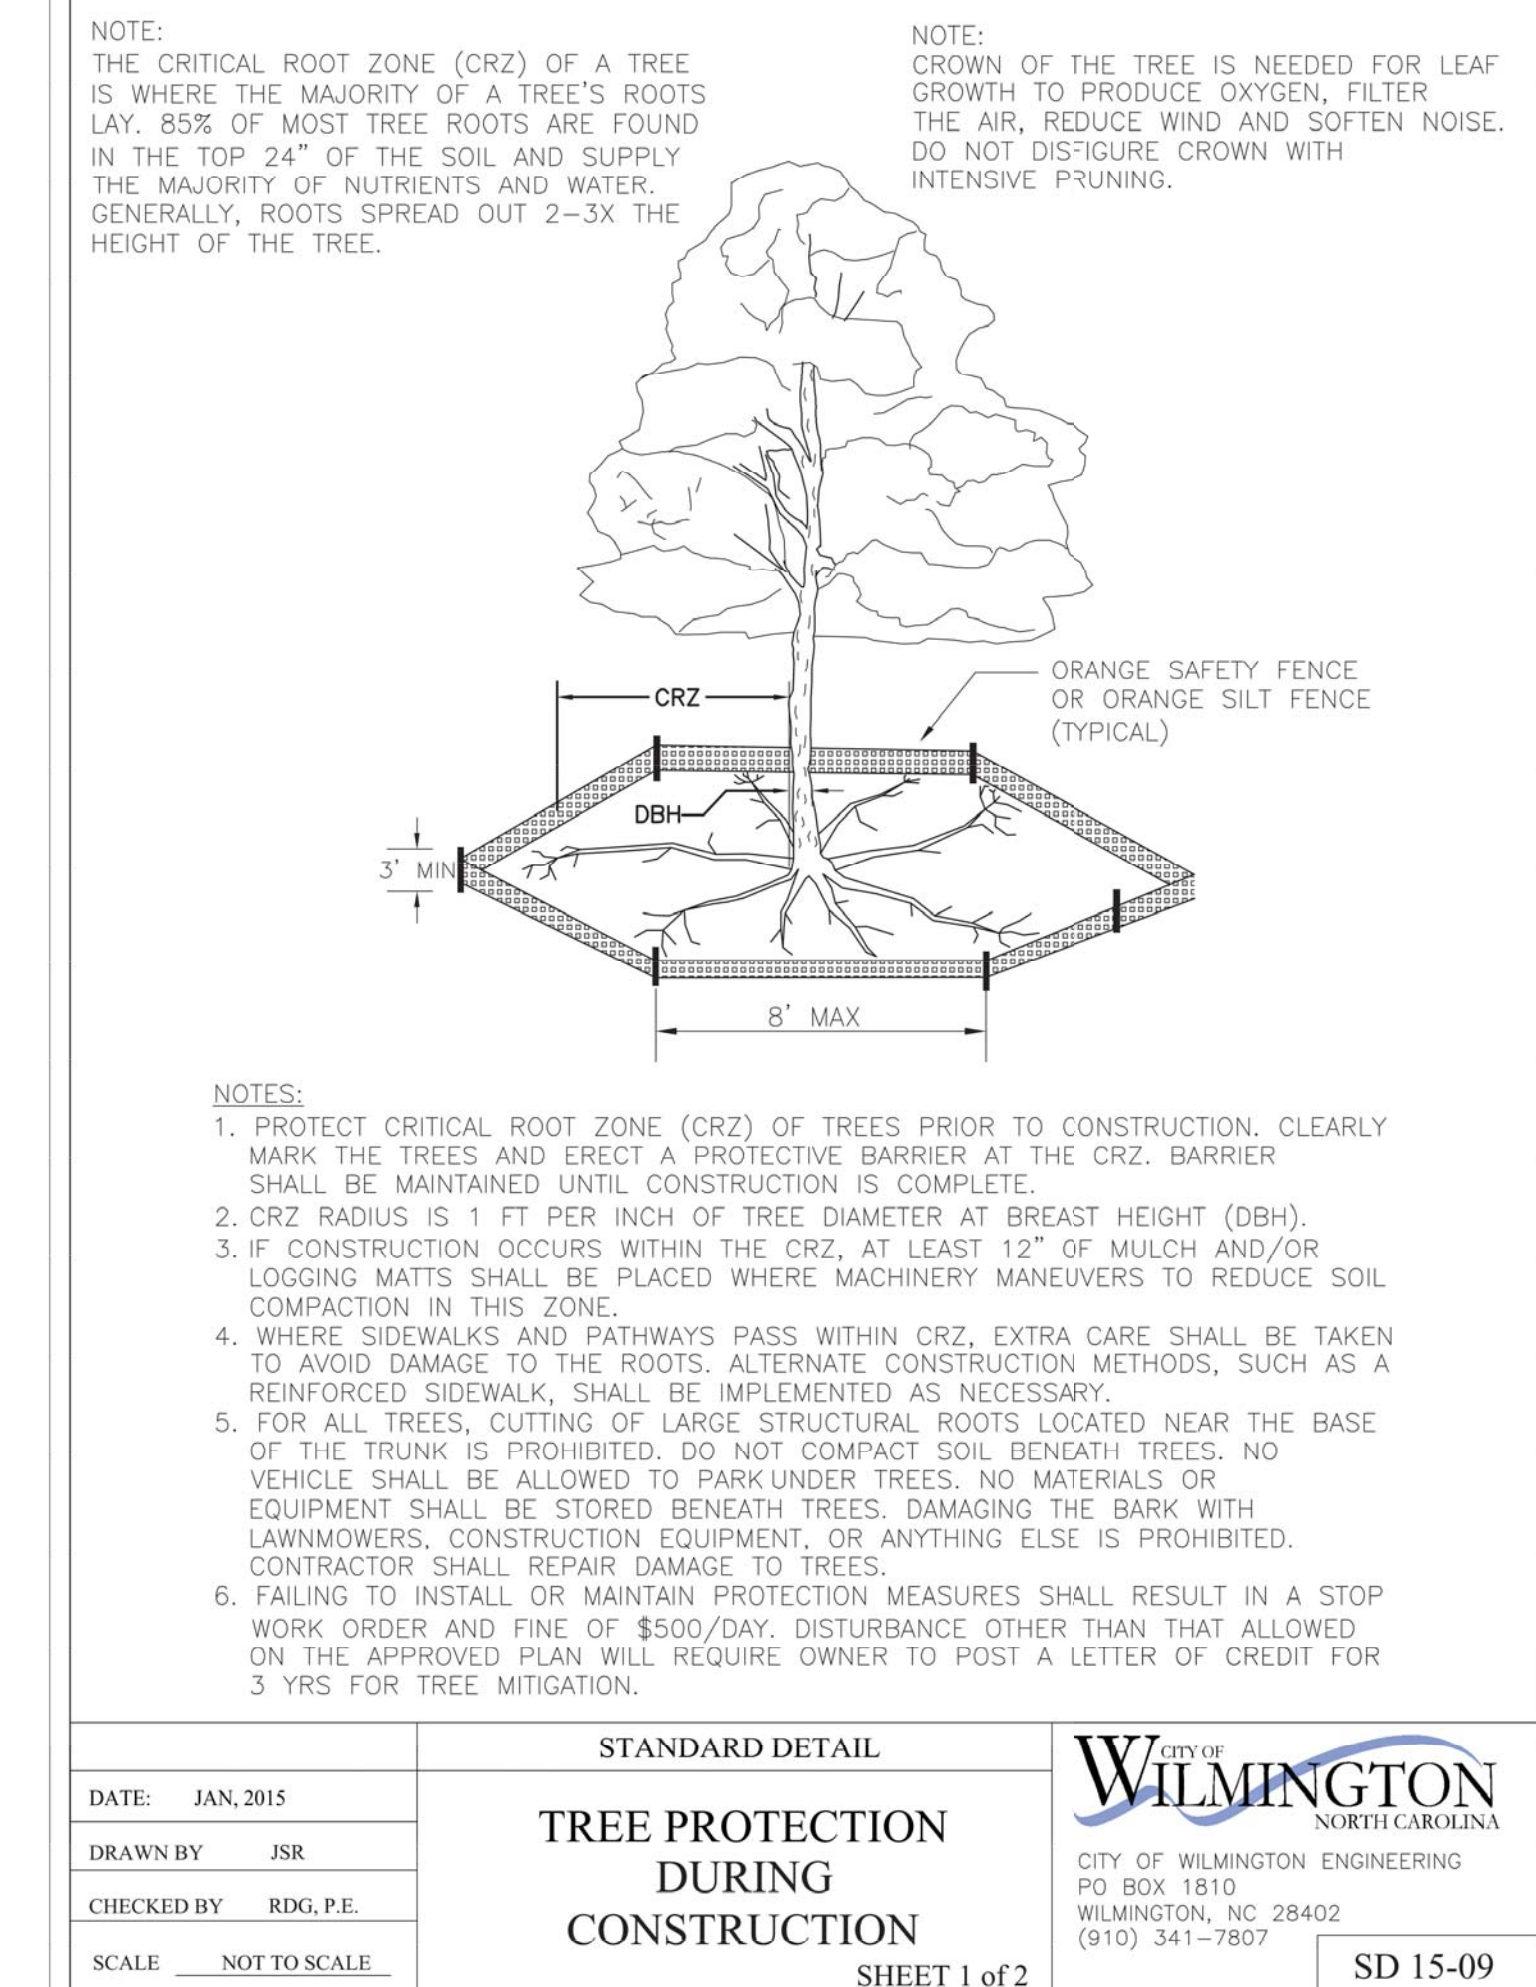 NOTE:
THE CRITICAL ROOT ZONE (CRZ) OF A TREE
IS WHERE THE MAJORITY OF A TREE'S ROOTS
LAY. 85% OF MOST TREE ROOTS ARE FOUND
IN THE TOP 24" OF THE SOIL AND SUPPLY
THE MAJORITY OF NUTRIENTS AND WATER.
GENERALLY, ROOTS SPREAD OUT 2-3X THE
HEIGHT OF THE TREE.
NOTE:
CROWN OF THE TREE IS NEEDED FOR LEAF
GROWTH TO PRODUCE OXYGEN, FILTER
THE AIR, REDUCE WIND AND SOFTEN NOISE.
DO NOT DISFIGURE CROWN WITH
INTENSIVE PRUNING.
ORANGE SAFETY FENCE
OR ORANGE SILT FENCE
(TYPICAL)
CRZ
DBH
3' MIN
8' MAX
NOTES:
1. PROTECT CRITICAL ROOT ZONE (CRZ) OF TREES PRIOR TO CONSTRUCTION. CLEARLY
MARK THE TREES AND ERECT A PROTECTIVE BARRIER AT THE CRZ. BARRIER
SHALL BE MAINTAINED UNTIL CONSTRUCTION IS COMPLETE.
2. CRZ RADIUS IS 1 FT PER INCH OF TREE DIAMETER AT BREAST HEIGHT (DBH).
3. IF CONSTRUCTION OCCURS WITHIN THE CRZ, AT LEAST 12" OF MULCH AND/OR
LOGGING MATTS SHALL BE PLACED WHERE MACHINERY MANEUVERS TO REDUCE SOIL
COMPACTION IN THIS ZONE.
4. WHERE SIDEWALKS AND PATHWAYS PASS WITHIN CRZ, EXTRA CARE SHALL BE TAKEN
TO AVOID DAMAGE TO THE ROOTS. ALTERNATE CONSTRUCTION METHODS, SUCH AS A
REINFORCED SIDEWALK, SHALL BE IMPLEMENTED AS NECESSARY.
5. FOR ALL TREES, CUTTING OF LARGE STRUCTURAL ROOTS LOCATED NEAR THE BASE
OF THE TRUNK IS PROHIBITED. DO NOT COMPACT SOIL BENEATH TREES. NO
VEHICLE SHALL BE ALLOWED TO PARK UNDER TREES. NO MATERIALS OR
EQUIPMENT SHALL BE STORED BENEATH TREES. DAMAGING THE BARK WITH
LAWNMOWERS, CONSTRUCTION EQUIPMENT, OR ANYTHING ELSE IS PROHIBITED.
CONTRACTOR SHALL REPAIR DAMAGE TO TREES.
6. FAILING TO INSTALL OR MAINTAIN PROTECTION MEASURES SHALL RESULT IN A STOP
WORK ORDER AND FINE OF $500/DAY. DISTURBANCE OTHER THAN THAT ALLOWED
ON THE APPROVED PLAN WILL REQUIRE OWNER TO POST A LETTER OF CREDIT FOR
3 YRS FOR TREE MITIGATION.
DATE: JAN, 2015
DRAWN BY JSR
CHECKED BY RDG, P.E.
SCALE NOT TO SCALE
STANDARD DETAIL
TREE PROTECTION
DURING
CONSTRUCTION
SHEET 1 of 2
CITY OF
WILMINGTON
NORTH CAROLINA
CITY OF WILMINGTON ENGINEERING
PO BOX 1810
WILMINGTON, NC 28402
(910) 341-7807
SD 15-09